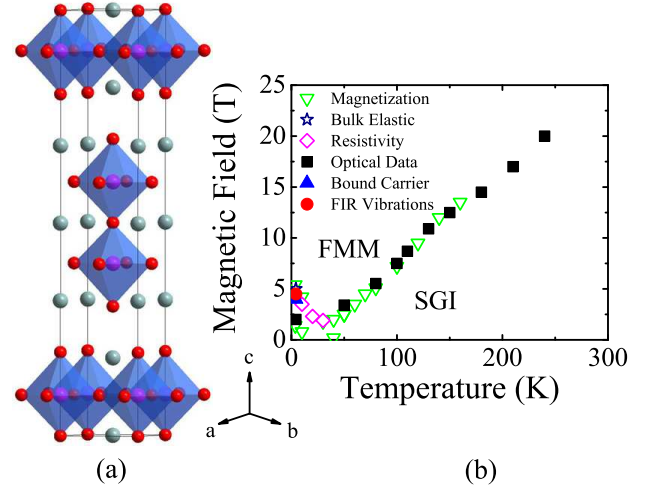 25
20
15
10
5
0
Magnetic Field (T)
Magnetization
Bulk Elastic
Resistivity
Optical Data
Bound Carrier
FIR Vibrations
FMM
SGI
0 100 200 300
Temperature (K)
c
a b
(a) (b)